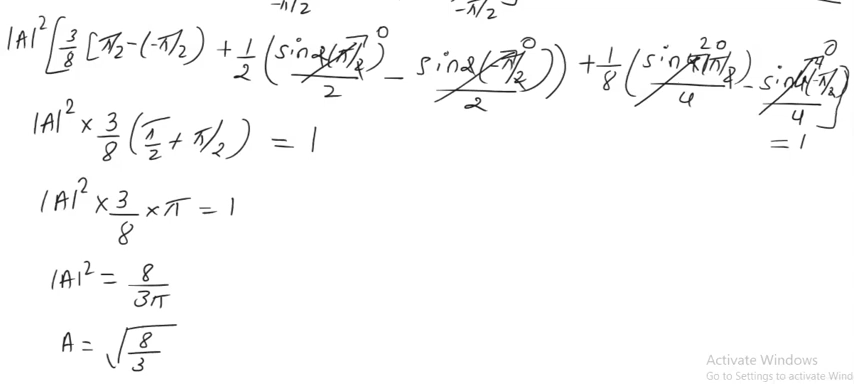 -π/2 -π/2
|A|² [3/8 [π/2 - (-π/2) + 1/2 (sin2(π/2)/2 ⁰ - sin2(-π/2)/2 ⁰)) + 1/8 (sin4π/2/4 ⁰ - sin4(-π/2)/4 ⁰]
= 1
|A|² × 3/8 (π/2 + π/2) = 1
|A|² × 3/8 × π = 1
|A|² = 8/3π
A = √8/3
Activate Windows
Go to Settings to activate Wind